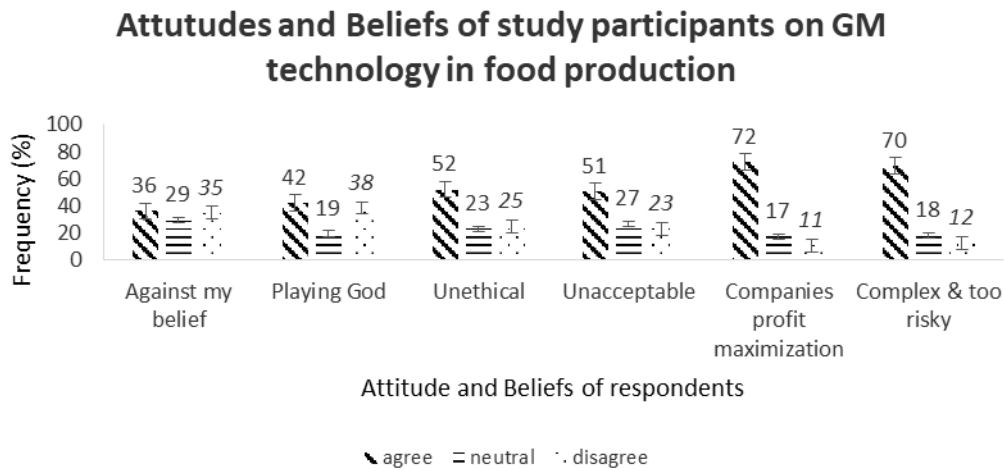 Attutudes and Beliefs of study participants on GM
technology in food production
Frequency (%)
100
80
60
40
20
0
36 29 35
42 19 38
52 23 25
51 27 23
72 17 11
70 18 12
Against my
belief
Playing God
Unethical
Unacceptable
Companies
profit
maximization
Complex & too
risky
Attitude and Beliefs of respondents
agree neutral disagree